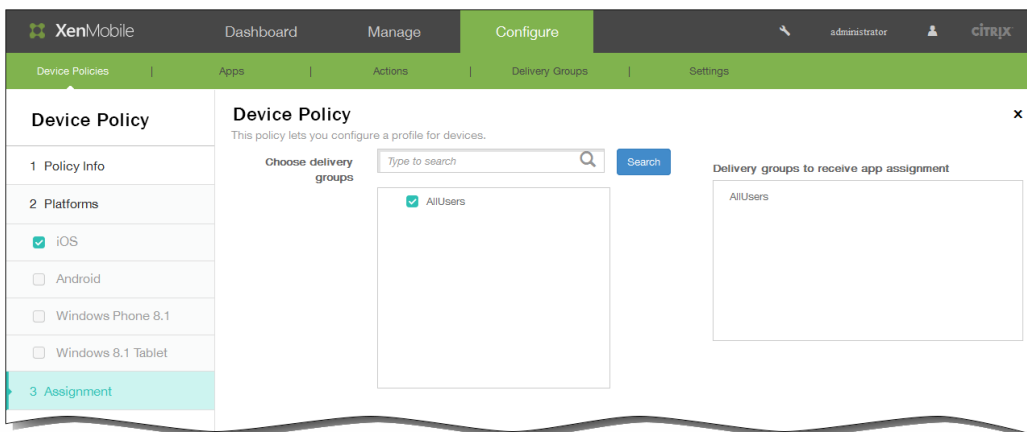 XenMobile Dashboard Manage Configure administrator CİTRIX
Device Policies | Apps | Actions | Delivery Groups | Settings
Device Policy
1 Policy Info
2 Platforms
iOS
Android
Windows Phone 8.1
Windows 8.1 Tablet
3 Assignment
Device Policy x
This policy lets you configure a profile for devices.
Choose delivery
groups
Type to search Search
AllUsers
Delivery groups to receive app assignment
AllUsers